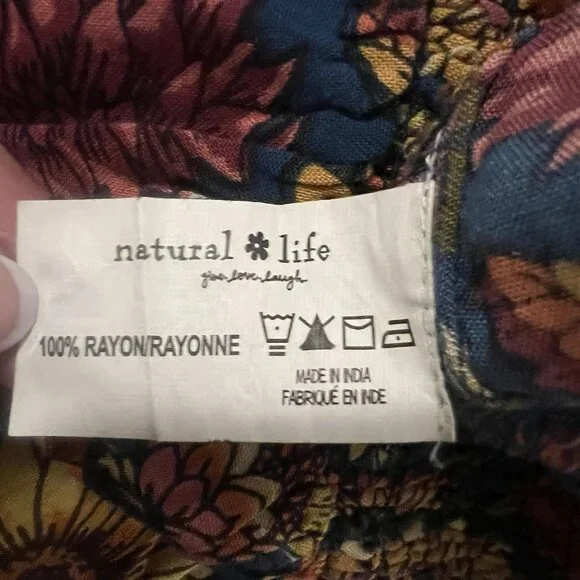 natural life
give. love. laugh.
100% RAYON/RAYONNE
MADE IN INDIA
FABRIQUÉ EN INDE